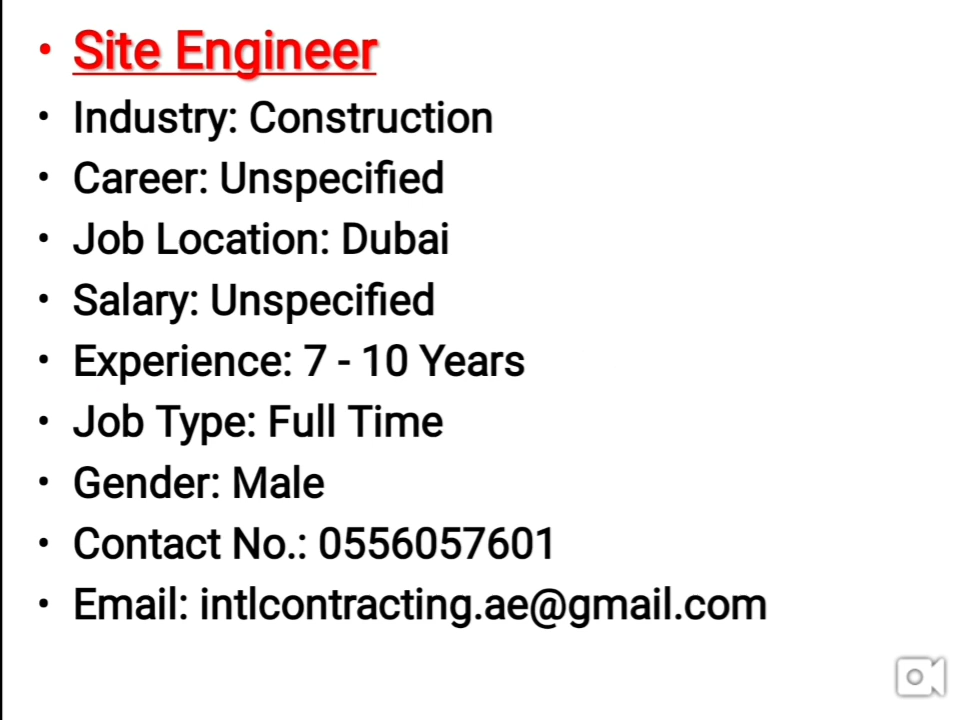 • Site Engineer
• Industry: Construction
• Career: Unspecified
• Job Location: Dubai
• Salary: Unspecified
• Experience: 7 - 10 Years
• Job Type: Full Time
• Gender: Male
• Contact No.: 0556057601
• Email: intlcontracting.ae@gmail.com